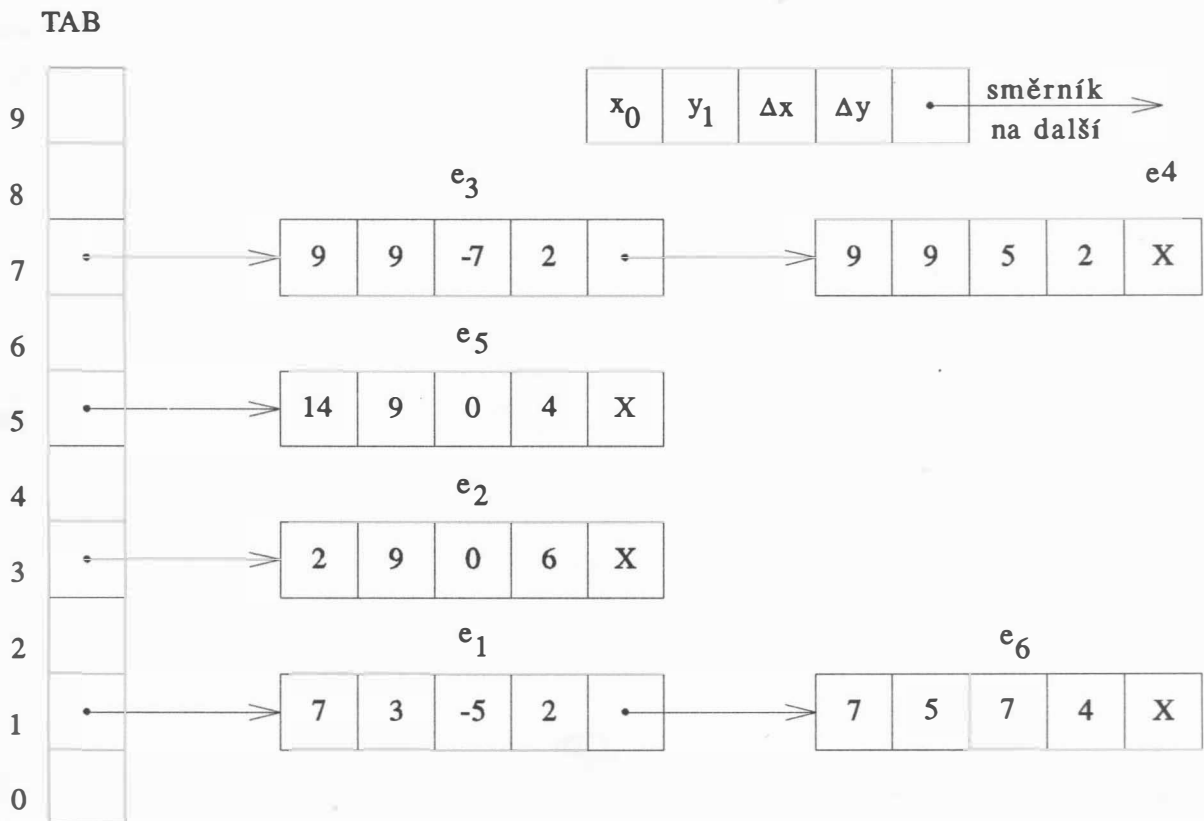 TAB
x₀ y₁ Δx Δy směrník
9 na další
8 e₃ e4
7 9 9 -7 2 9 9 5 2 X
6 e₅
5 14 9 0 4 X
4 e₂
3 2 9 0 6 X
2 e₁ e₆
1 7 3 -5 2 7 5 7 4 X
0